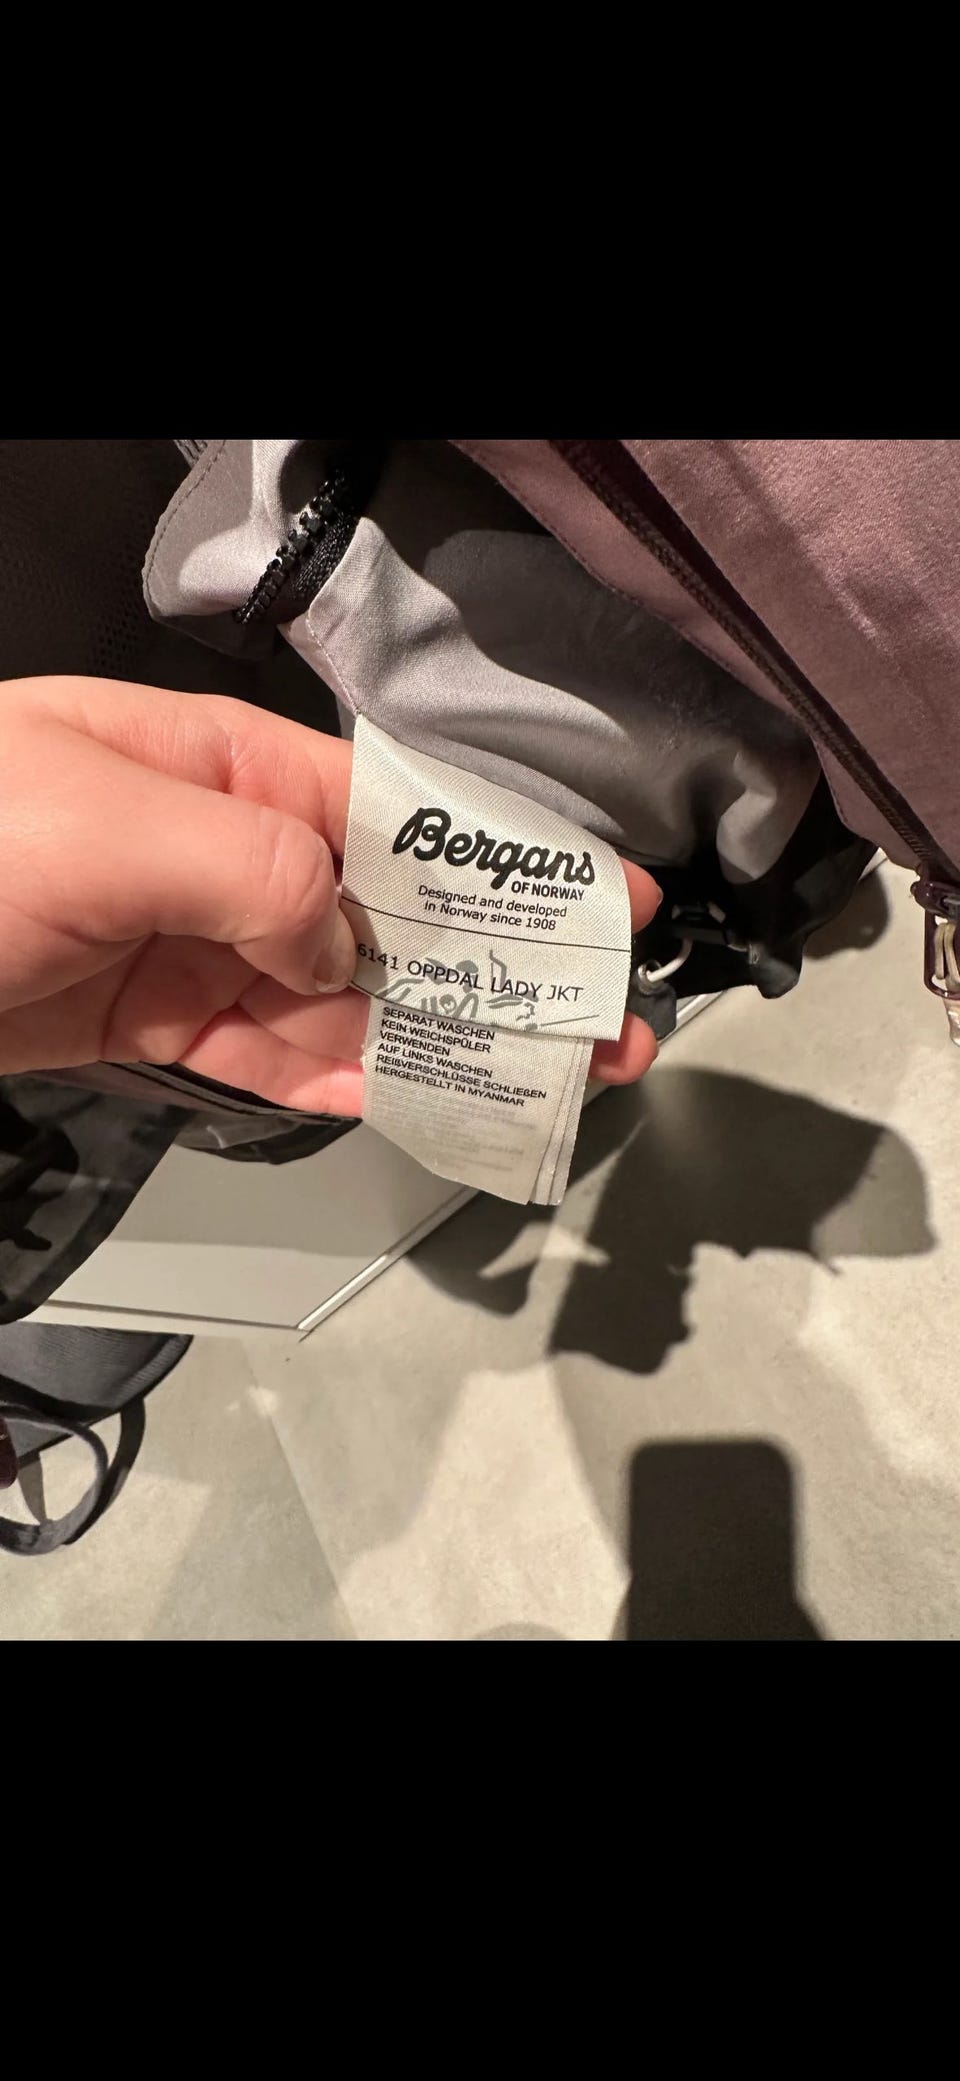 Bergans
OF NORWAY
Designed and developed
in Norway since 1908
6141 OPPDAL LADY JKT
SEPARAT WASCHEN
KEIN WEICHSPÜLER
VERWENDEN
AUF LINKS WASCHEN
REIßVERSCHLÜSSE SCHLIEßEN
HERGESTELLT IN MYANMAR